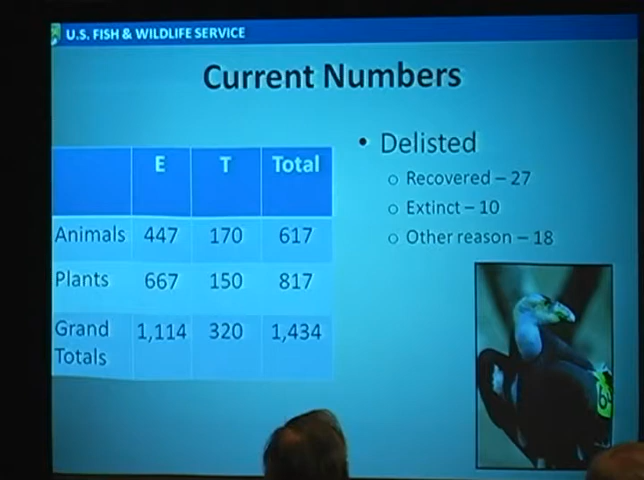 U.S. FISH & WILDLIFE SERVICE
Current Numbers
E T Total
Animals 447 170 617
Plants 667 150 817
Grand Totals 1,114 320 1,434
• Delisted
o Recovered – 27
o Extinct – 10
o Other reason – 18